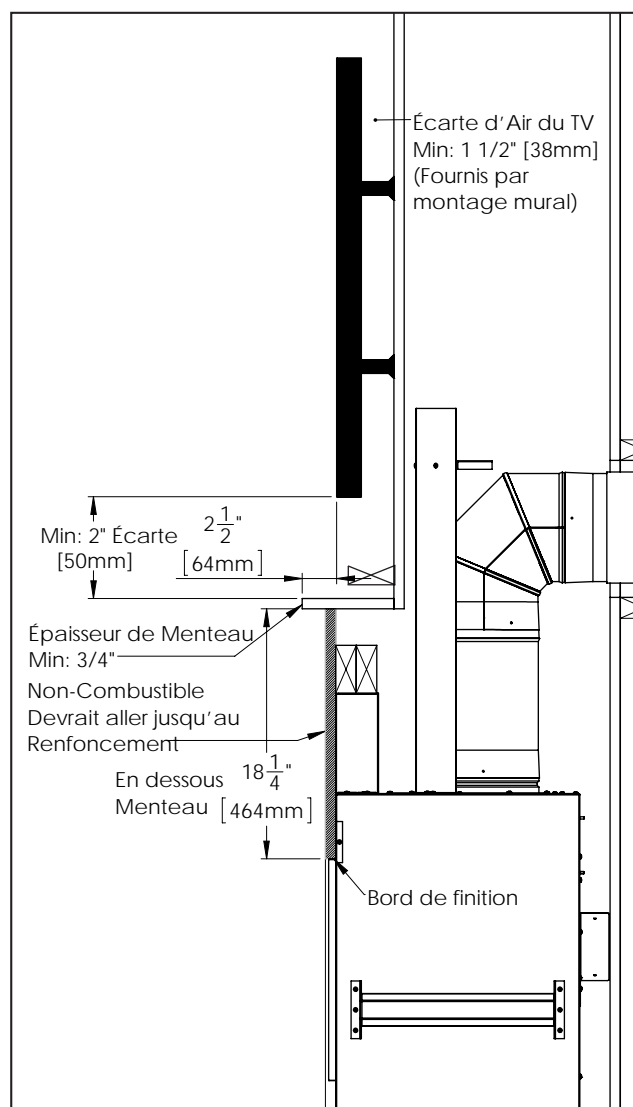 Écarte d'Air du TV
Min: 1 1/2" [38mm]
(Fournis par
montage mural)
Min: 2" Écarte
[50mm]
2 1/2"
[64mm]
Épaisseur de Menteau
Min: 3/4"
Non-Combustible
Devrait aller jusqu'au
Renfoncement
En dessous
Menteau
18 1/4"
[464mm]
Bord de finition